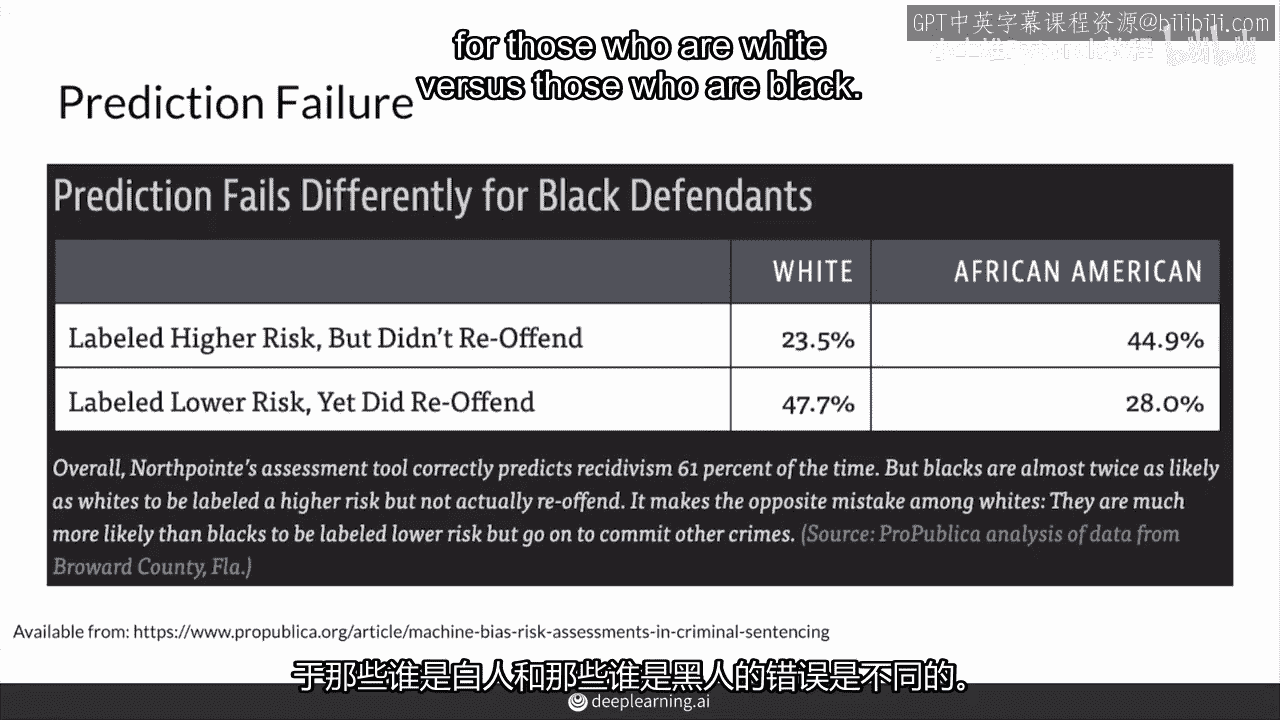 GPT中英字幕课程资源@bilibili.com
for those who are white
versus those who are black.
Prediction Failure
Prediction Fails Differently for Black Defendants
WHITE AFRICAN AMERICAN
Labeled Higher Risk, But Didn't Re-Offend 23.5% 44.9%
Labeled Lower Risk, Yet Did Re-Offend 47.7% 28.0%
Overall, Northpointe's assessment tool correctly predicts recidivism 61 percent of the time. But blacks are almost twice as likely
as whites to be labeled a higher risk but not actually re-offend. It makes the opposite mistake among whites: They are much
more likely than blacks to be labeled lower risk but go on to commit other crimes. (Source: ProPublica analysis of data from
Broward County, Fla.)
Available from: https://www.propublica.org/article/machine-bias-risk-assessments-in-criminal-sentencing
于那些谁是白人和那些谁是黑人的错误是不同的。
deeplearning.ai